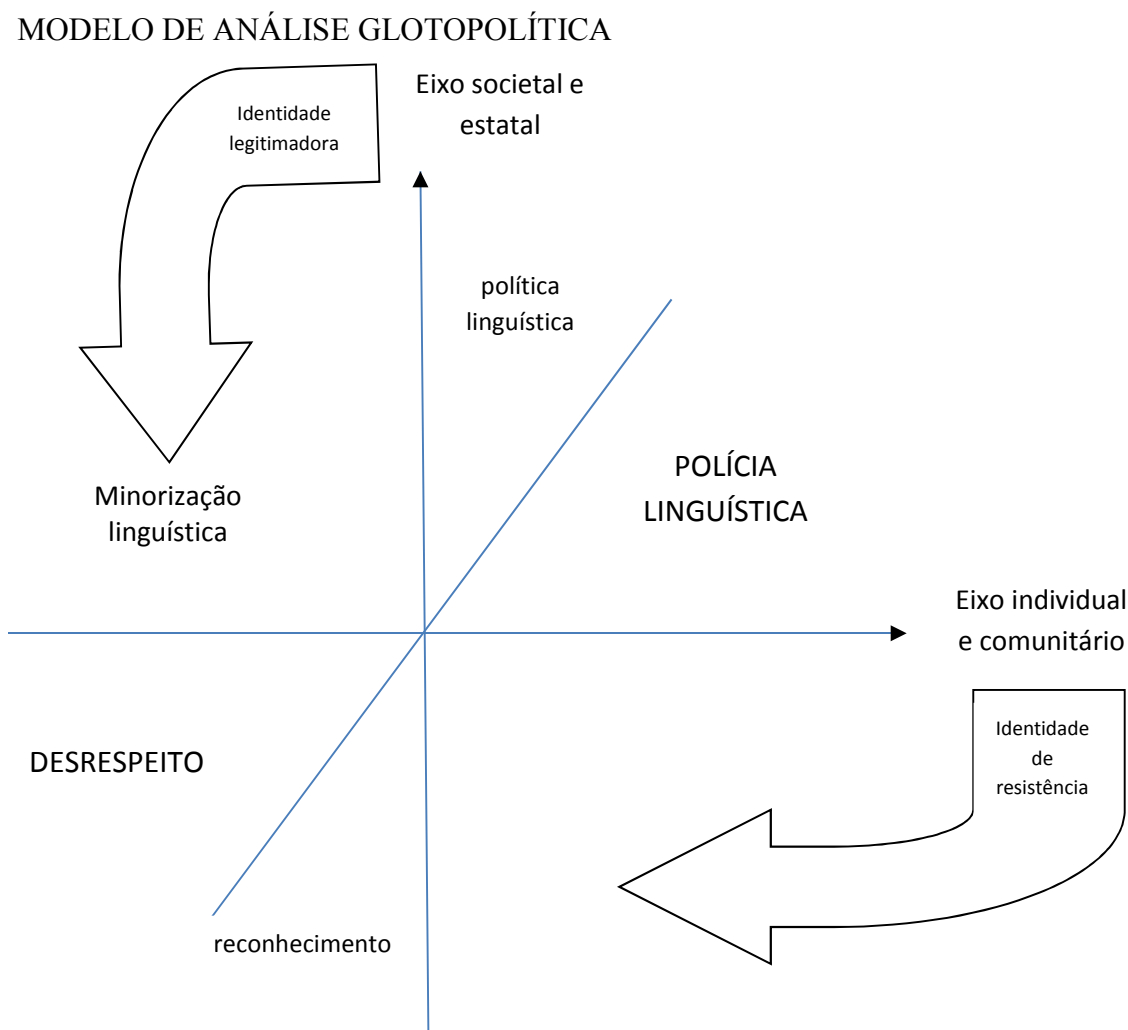 MODELO DE ANÁLISE GLOTOPOLÍTICA
Identidade
legitimadora
Eixo societal e
estatal
política
linguística
POLÍCIA
LINGUÍSTICA
Minorização
linguística
Eixo individual
e comunitário
Identidade
de
resistência
DESRESPEITO
reconhecimento